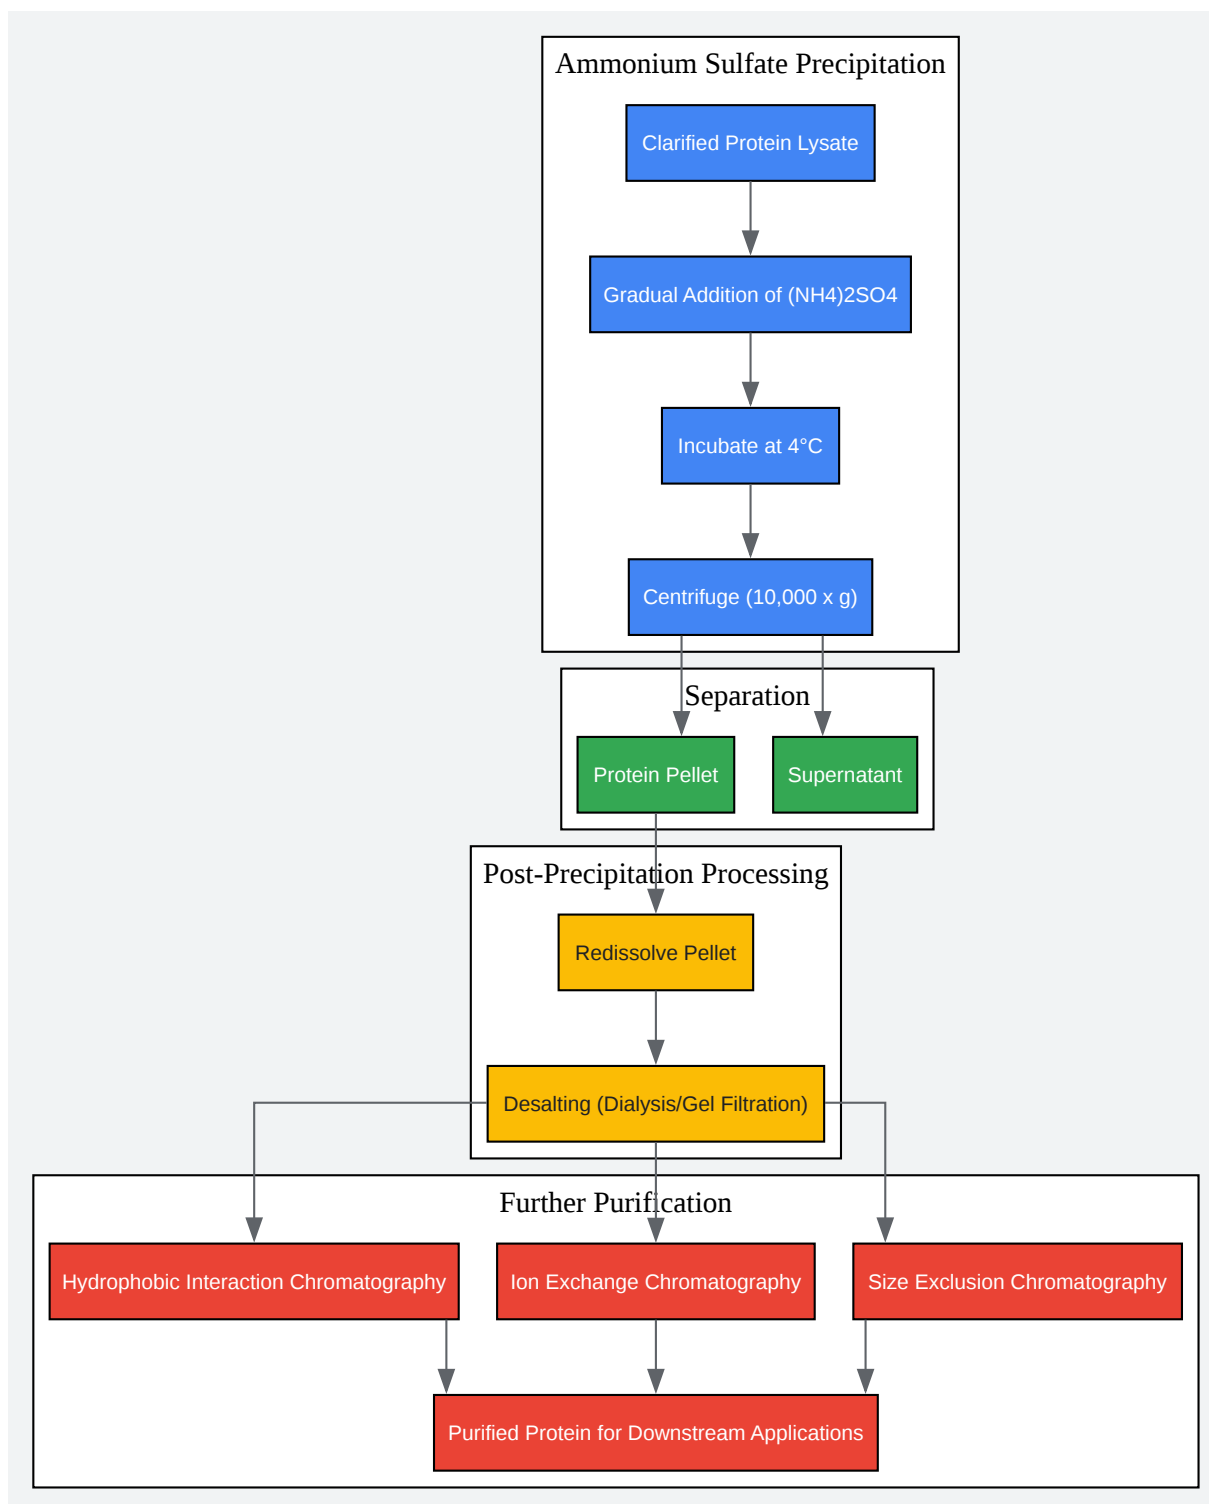 Ammonium Sulfate Precipitation
Clarified Protein Lysate
Gradual Addition of (NH4)2SO4
Incubate at 4°C
Centrifuge (10,000 x g)
Separation
Protein Pellet
Supernatant
Post-Precipitation Processing
Redissolve Pellet
Desalting (Dialysis/Gel Filtration)
Further Purification
Hydrophobic Interaction Chromatography
Ion Exchange Chromatography
Size Exclusion Chromatography
Purified Protein for Downstream Applications